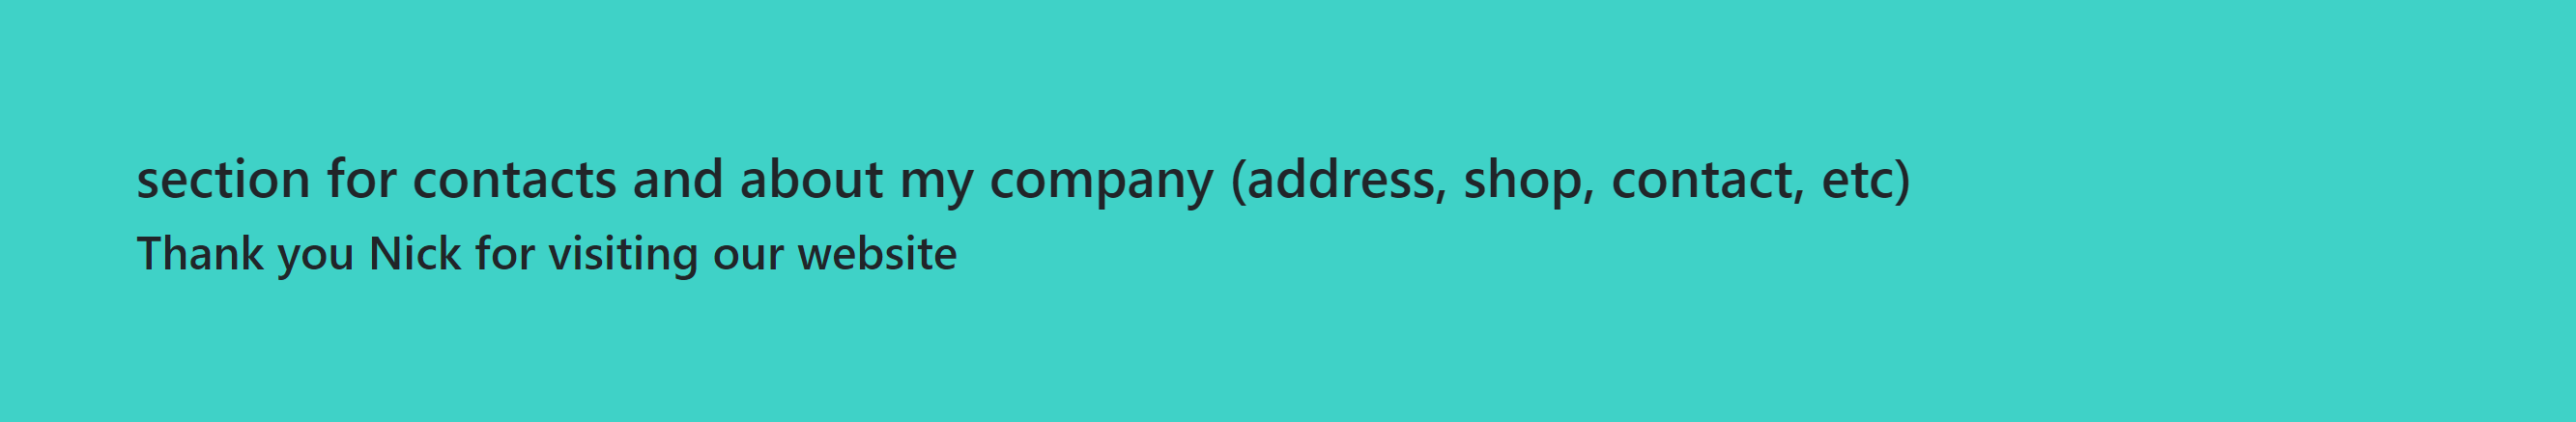 section for contacts and about my company (address, shop, contact, etc)
Thank you Nick for visiting our website